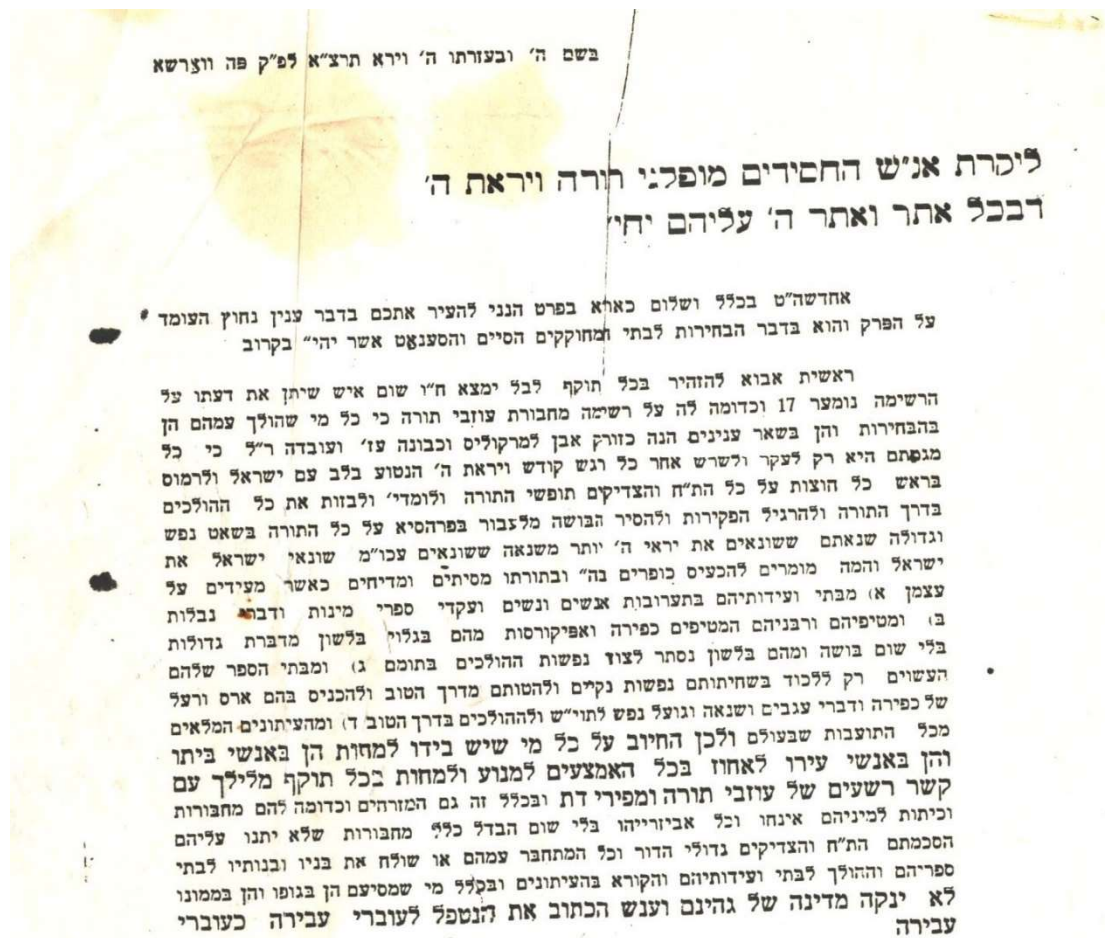 בשם ה׳ ובעזרתו ה׳ וירא תרצ״א לפ״ק פה ווצרשא
ליקרת אנ״ש החסידים מופלגי תורה ויראת ה׳
דבכל אתר ואתר ה׳ עליהם יחי׳
אחדשה״ט בכלל ושלום כארא בפרט הנני להעיר אתכם בדבר ענין נחוץ העומד
על הפרק והוא בדבר הבחירות לבתי המחוקקים הסיים והסענאט אשר יהי״ בקרוב
ראשית אבוא להזהיר בכל תוקף לבל ימצא ח״ו שום איש שיתן את דעתו על
הרשימה נומער 17 וכדומה לה על רשימה מחבורת עוזבי תורה כי כל מי שהולך עמהם הן
בהבחירות והן בשאר ענינים הנה כזורק אבן למרקוליס וכבונה עז׳ ועובדה ר״ל כי כל
מגמתם היא רק לעקר ולשרש אחר כל רגש קודש ויראת ה׳ הנטוע בלב עם ישראל ולרמוס
בראש כל חוצות על כל הת״ח והצדיקים תופשי התורה ולומדי׳ ולבזות את כל ההולכים
בדרך התורה ולהרגיל הפקירות ולהסיר הבושה מלעבור בפרהסיא על כל התורה בשאט נפש
וגדולה שנאתם ששונאים את יראי ה׳ יותר משנאה ששונאים עכו״מ שונאי ישראל את
ישראל והמה מומרים להכעיס כופרים בה״ ובתורתו מסיתים ומדיחים כאשר מעידים על
עצמן א) מבתי ועידותיהם בתערובות אנשים ונשים ועקדי ספרי מינות ודברי נבלות
ב) ומטיפיהם ורבניהם המטיפים כפירה ואפיקורסות מהם בגלוי בלשון מדברת גדולות
בלי שום בושה ומהם בלשון נסתר לצוד נפשות ההולכים בתומם ג) ומבתי הספר שלהם
העשוים רק ללכוד בשחיתותם נפשות נקיים ולהטותם מדרך הטוב ולהכניס בהם ארס ורעל
של כפירה ודברי עגבים ושנאה וגועל נפש לתוי״ש ולההולכים בדרך הטוב ד) ומהעיתונים המלאים
מכל התועבות שבעולם ולכן החיוב על כל מי שיש בידו למחות הן באנשי ביתו
והן באנשי עירו לאחוז בכל האמצעים למנוע ולמחות בכל תוקף מלילך עם
קשר רשעים של עוזבי תורה ומפירי דת ובכלל זה גם המזרחים וכדומה להם מחבורות
וכיתות למיניהם אינחו וכל אביזרייהו בלי שום הבדל כלל מחבורות שלא יתנו עליהם
הסכמתם הת״ח והצדיקים גדולי הדור וכל המתחבר עמהם או שולח את בניו ובנותיו לבתי
ספריהם וההולך לבתי ועידותיהם והקורא בהעיתונים ובכלל מי שמסיעם הן בגופו והן בממונו
לא ינקה מדינה של גהינם וענש הכתוב את הנטפל לעוברי עבירה כעוברי
עבירה